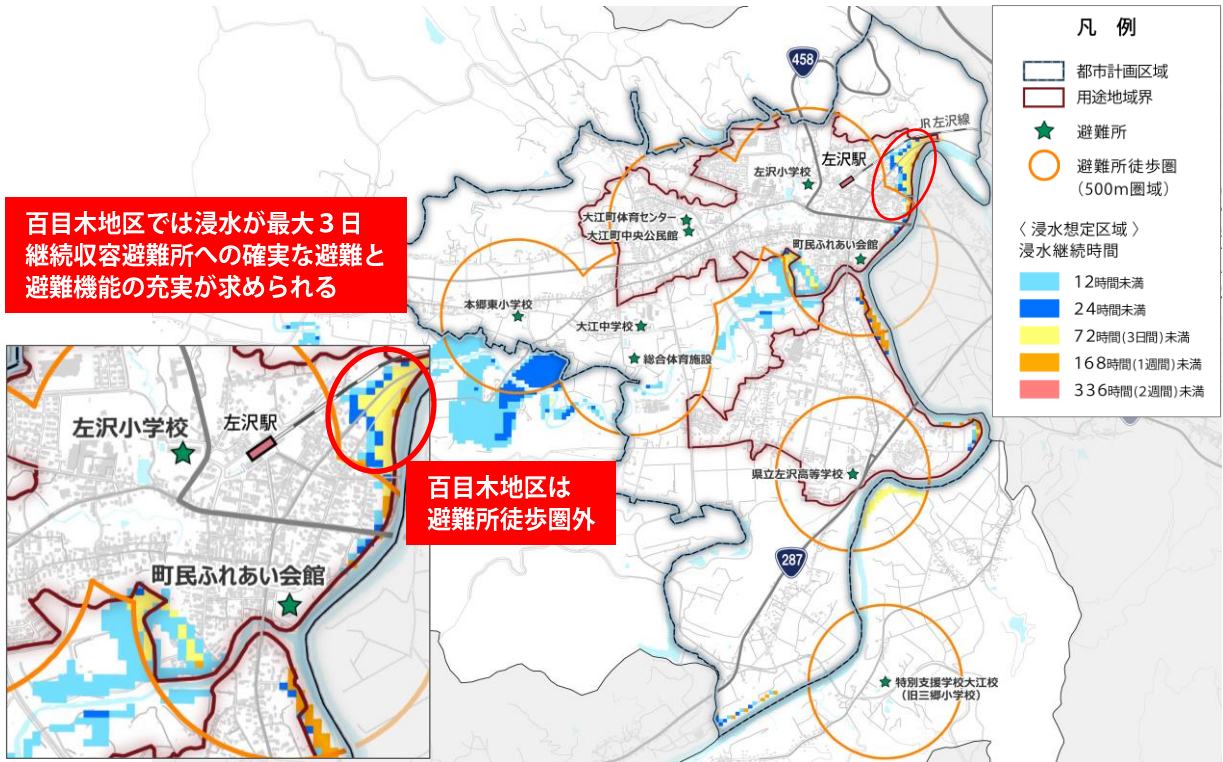 458
JR左沢線
左沢駅
左沢小学校
大江町体育センター
大江町中央公民館
町民ふれあい会館
本郷東小学校
大江中学校
総合体育施設
県立左沢高等学校
287
特別支援学校大江校
(旧三郷小学校)
百目木地区では浸水が最大３日
継続収容避難所への確実な避難と
避難機能の充実が求められる
左沢小学校
左沢駅
町民ふれあい会館
百目木地区は
避難所徒歩圏外
凡 例
都市計画区域
用途地域界
避難所
避難所徒歩圏
(500m圏域)
〈 浸水想定区域 〉
浸水継続時間
12時間未満
24時間未満
72時間(3日間)未満
168時間(1週間)未満
336時間(2週間)未満